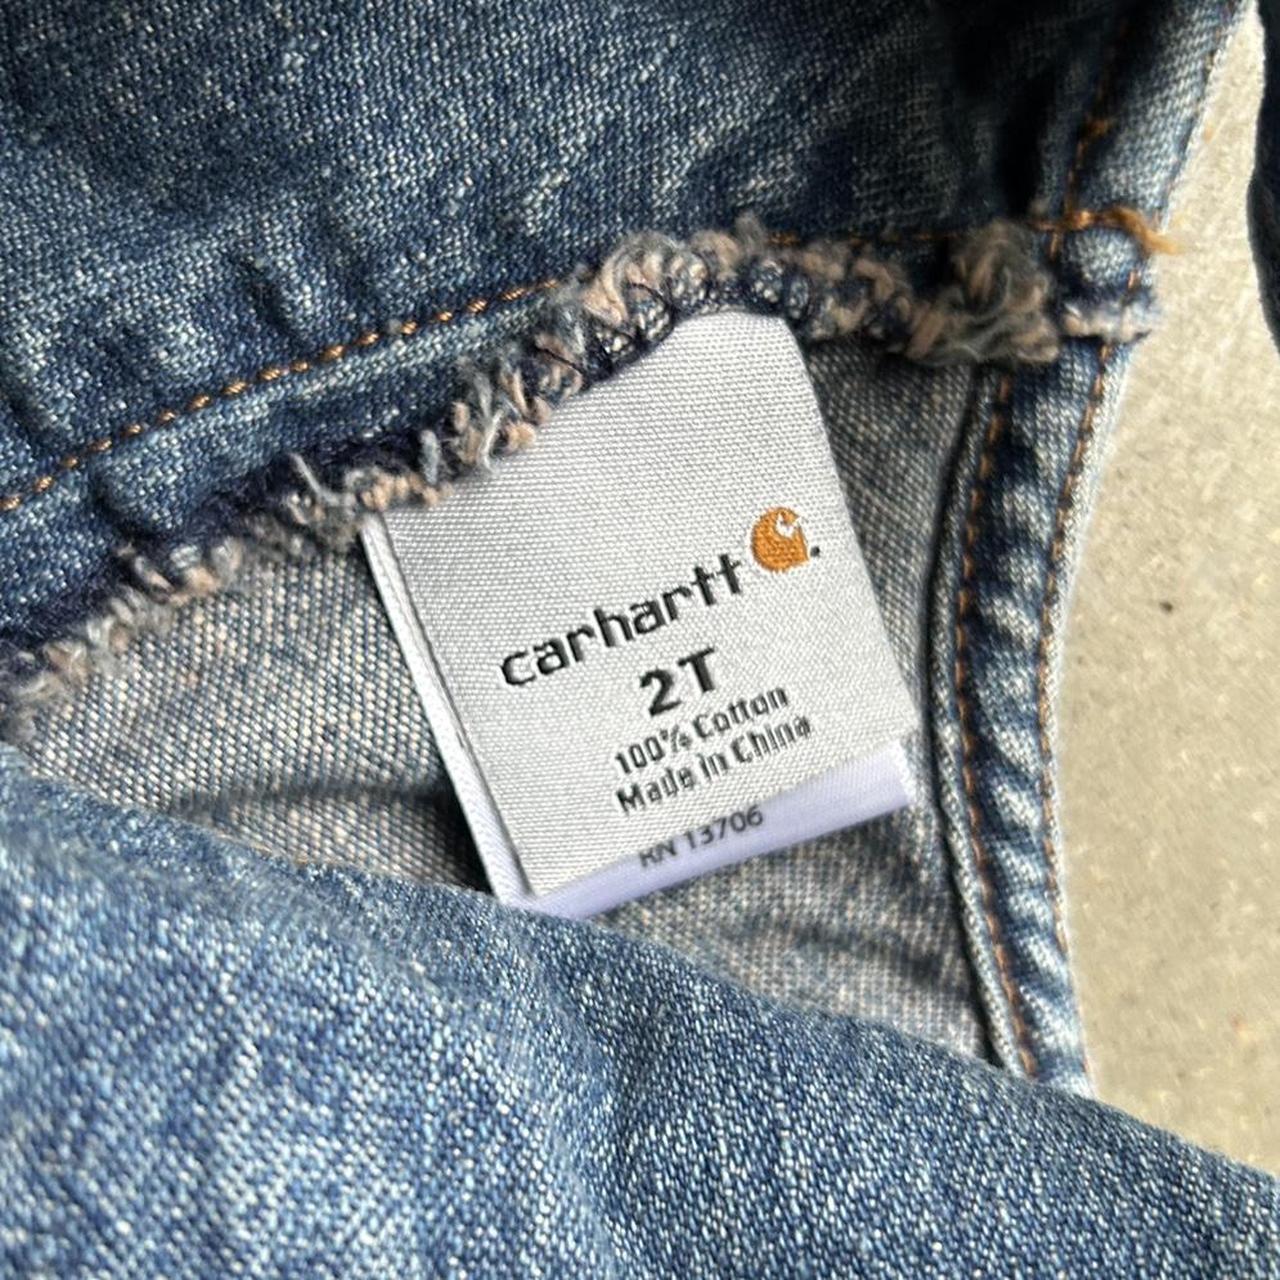 carhartt
2T
100% Cotton
Made in China
RN 13706